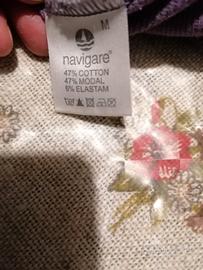 M
navigare®
47% COTTON
47% MODAL
6% ELASTAM